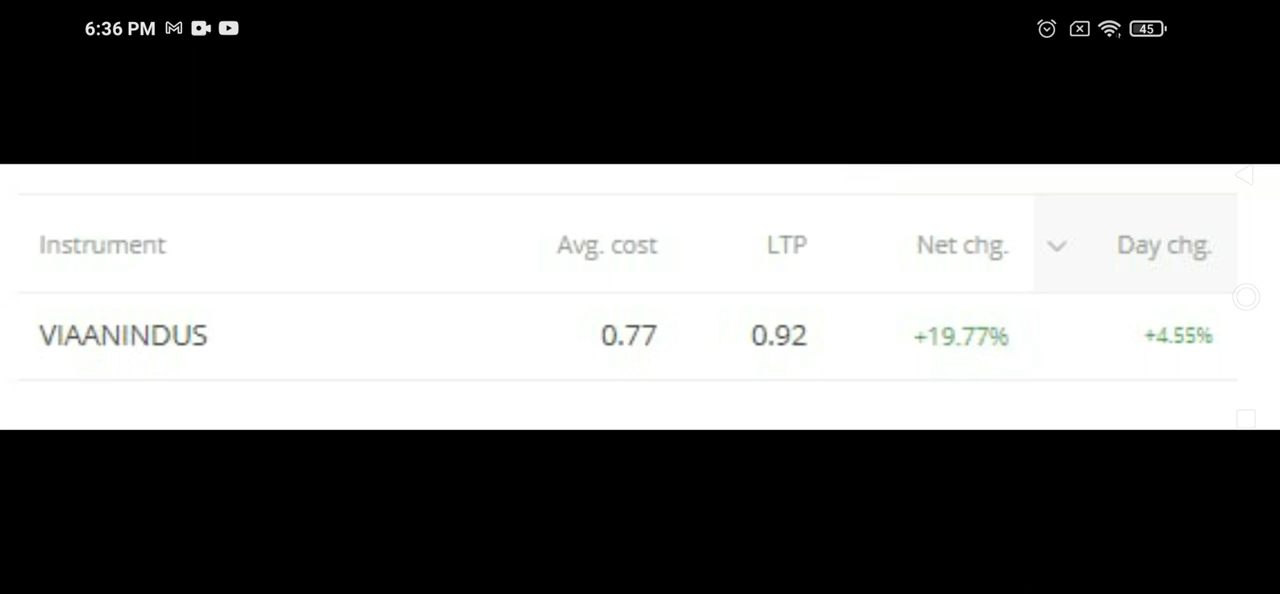 6:36 PM 45
Instrument Avg. cost LTP Net chg. Day chg.
VIAANINDUS 0.77 0.92 +19.77% +4.55%